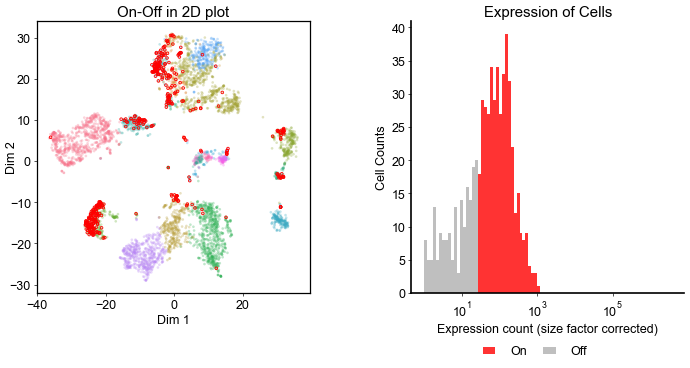 On-Off in 2D plot
30
20
10
0
−10
−20
−30
Dim 2
−40
−20
0
20
Dim 1
Expression of Cells
40
35
30
25
20
15
10
5
0
Cell Counts
10^1
10^3
10^5
Expression count (size factor corrected)
On
Off